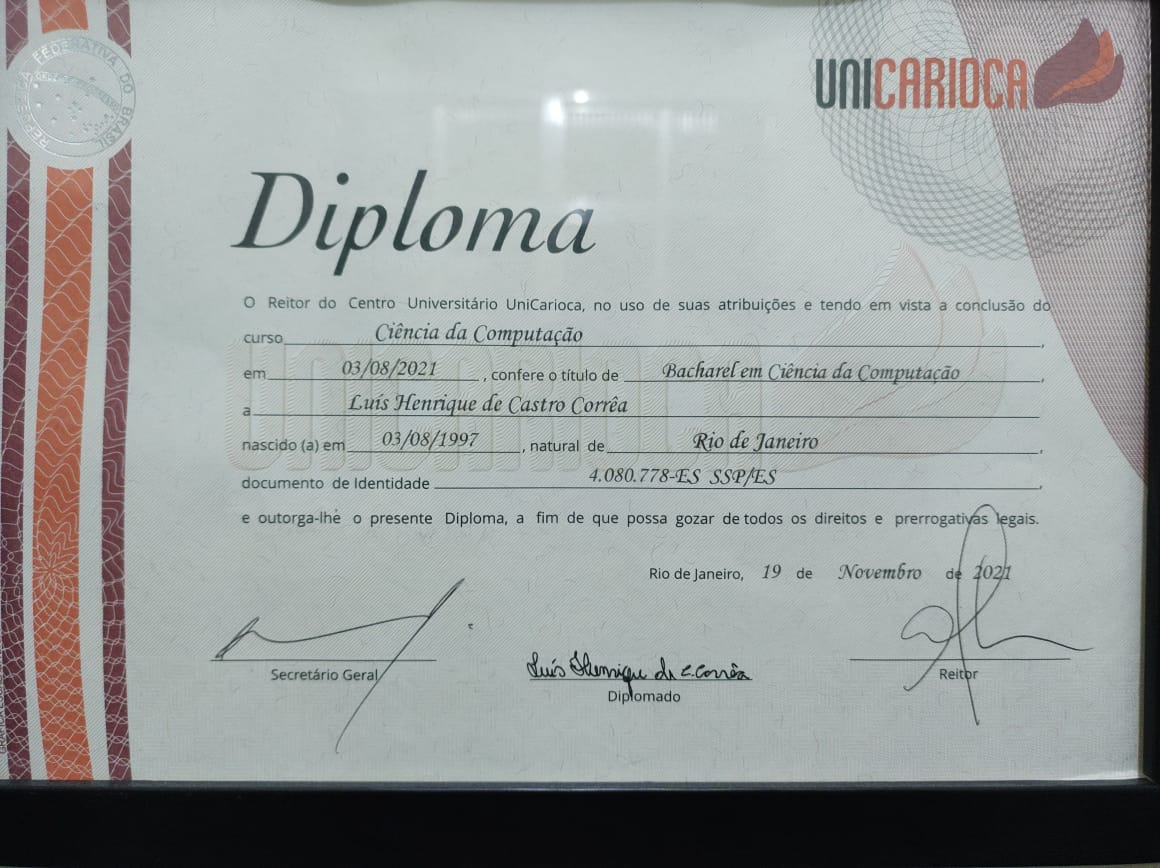 REPÚBLICA FEDERATIVA DO BRASIL
UNICARIOCA
Diploma
O Reitor do Centro Universitário UniCarioca, no uso de suas atribuições e tendo em vista a conclusão do
curso Ciência da Computação,
em 03/08/2021, confere o título de Bacharel em Ciência da Computação,
a Luís Henrique de Castro Corrêa
nascido (a) em 03/08/1997, natural de Rio de Janeiro,
documento de Identidade 4.080.778-ES SSP/ES,
e outorga-lhe o presente Diploma, a fim de que possa gozar de todos os direitos e prerrogativas legais.
Rio de Janeiro, 19 de Novembro de 2021
Secretário Geral
Luís Henrique de C. Corrêa
Diplomado
Reitor
UNICARIOCA